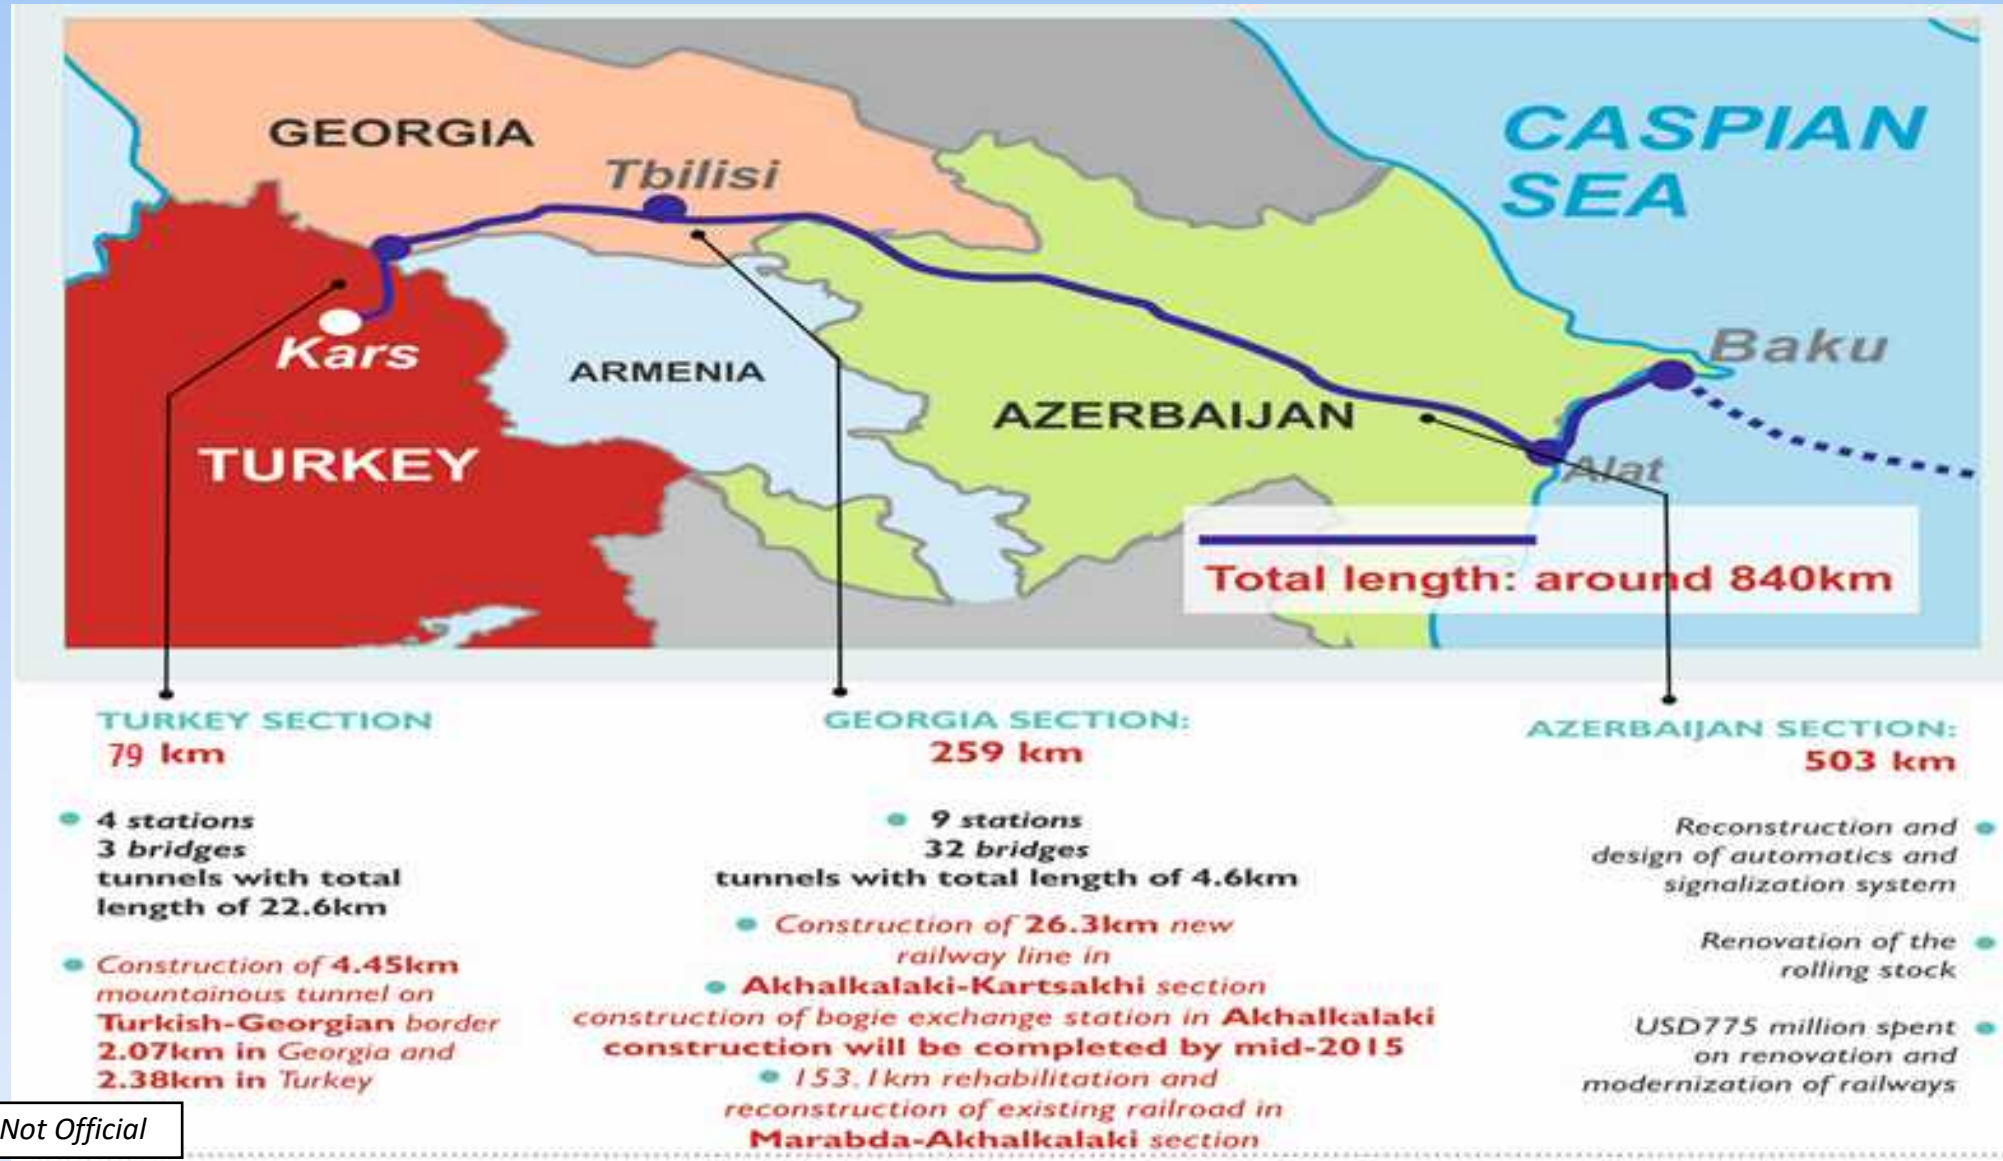 GEORGIA
Tbilisi
CASPIAN
SEA
Kars
ARMENIA
Baku
AZERBAIJAN
TURKEY
Alat
Total length: around 840km
TURKEY SECTION
79 km
4 stations
3 bridges
tunnels with total
length of 22.6km
Construction of 4.45km
mountainous tunnel on
Turkish-Georgian border
2.07km in Georgia and
2.38km in Turkey
GEORGIA SECTION:
259 km
9 stations
32 bridges
tunnels with total length of 4.6km
Construction of 26.3km new
railway line in
Akhalkalaki-Kartsakhi section
construction of bogie exchange station in Akhalkalaki
construction will be completed by mid-2015
153.1km rehabilitation and
reconstruction of existing railroad in
Marabda-Akhalkalaki section
AZERBAIJAN SECTION:
503 km
Reconstruction and
design of automatics and
signalization system
Renovation of the
rolling stock
USD775 million spent
on renovation and
modernization of railways
Not Official